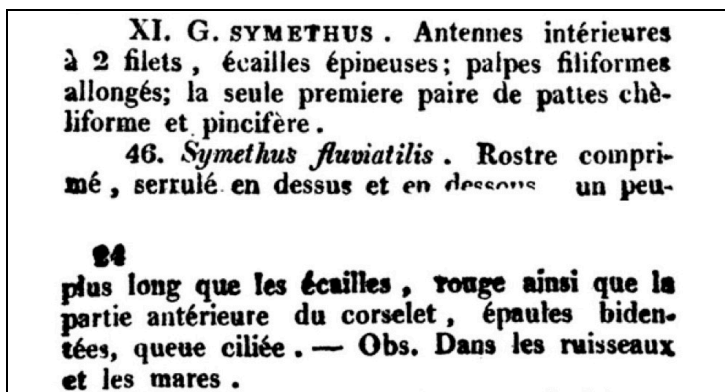 XI. G. SYMETHUS. Antennes intérieures
à 2 filets, écailles épineuses; palpes filiformes
allongés; la seule premiere paire de pattes chè-
liforme et pincifère.
46. Symethus fluviatilis. Rostre compri-
mé, serrulé en dessus et en dessous un peu-
24
plus long que les écailles, rouge ainsi que la
partie antérieure du corselet, épaules biden-
tées, queue ciliée. — Obs. Dans les ruisseaux
et les mares.